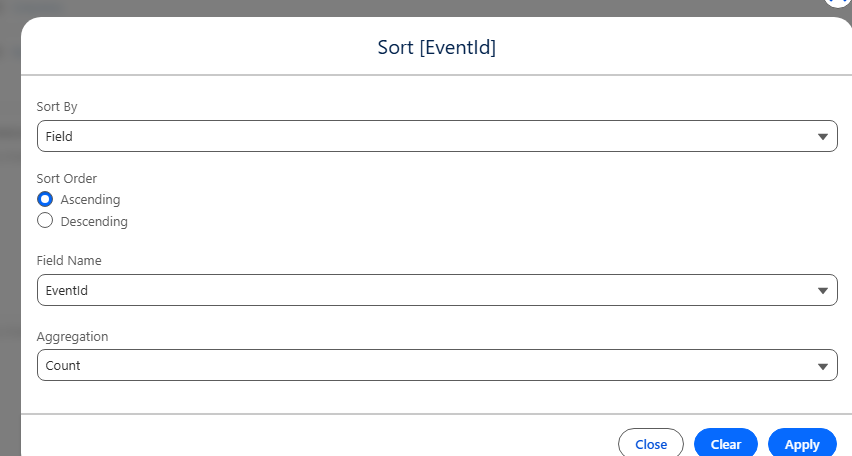 Sort [EventId]
Sort By
Field
Sort Order
Ascending
Descending
Field Name
EventId
Aggregation
Count
Close Clear Apply